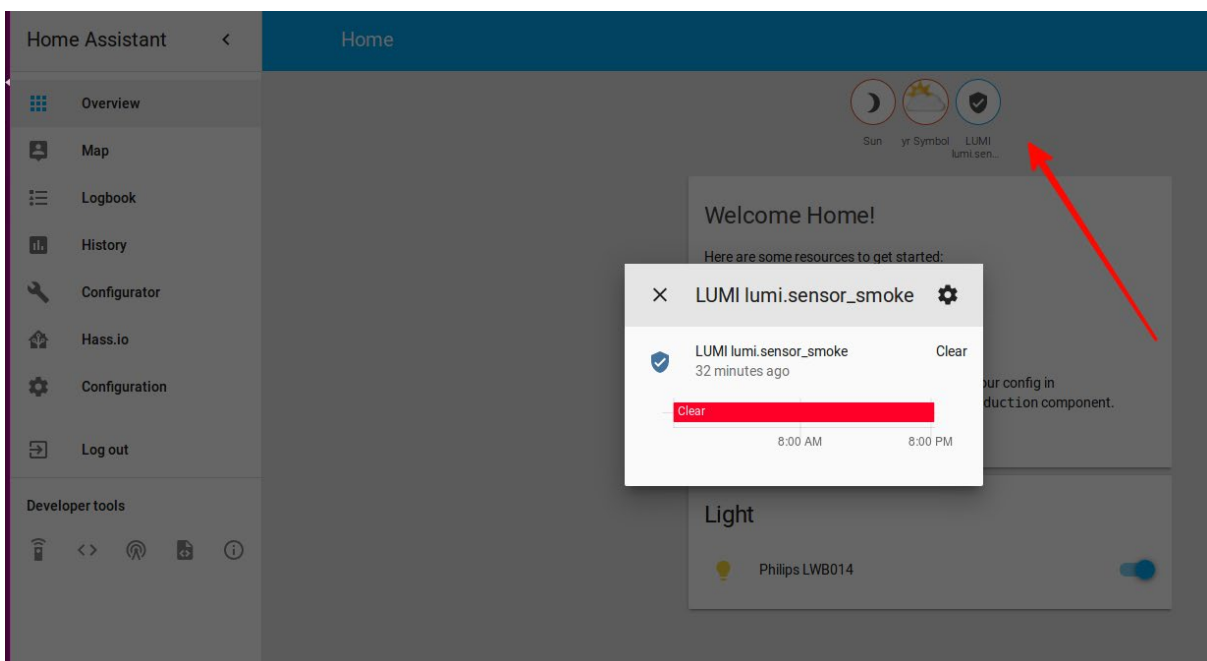 Home Assistant
Home
Overview
Map
Logbook
History
Configurator
Hass.io
Configuration
Log out
Developer tools
Sun
yr Symbol
LUMI
lumi.sen...
Welcome Home!
Here are some resources to get started:
LUMI lumi.sensor_smoke
LUMI lumi.sensor_smoke Clear
32 minutes ago
Clear
8:00 AM 8:00 PM
config in
component.
Light
Philips LWB014